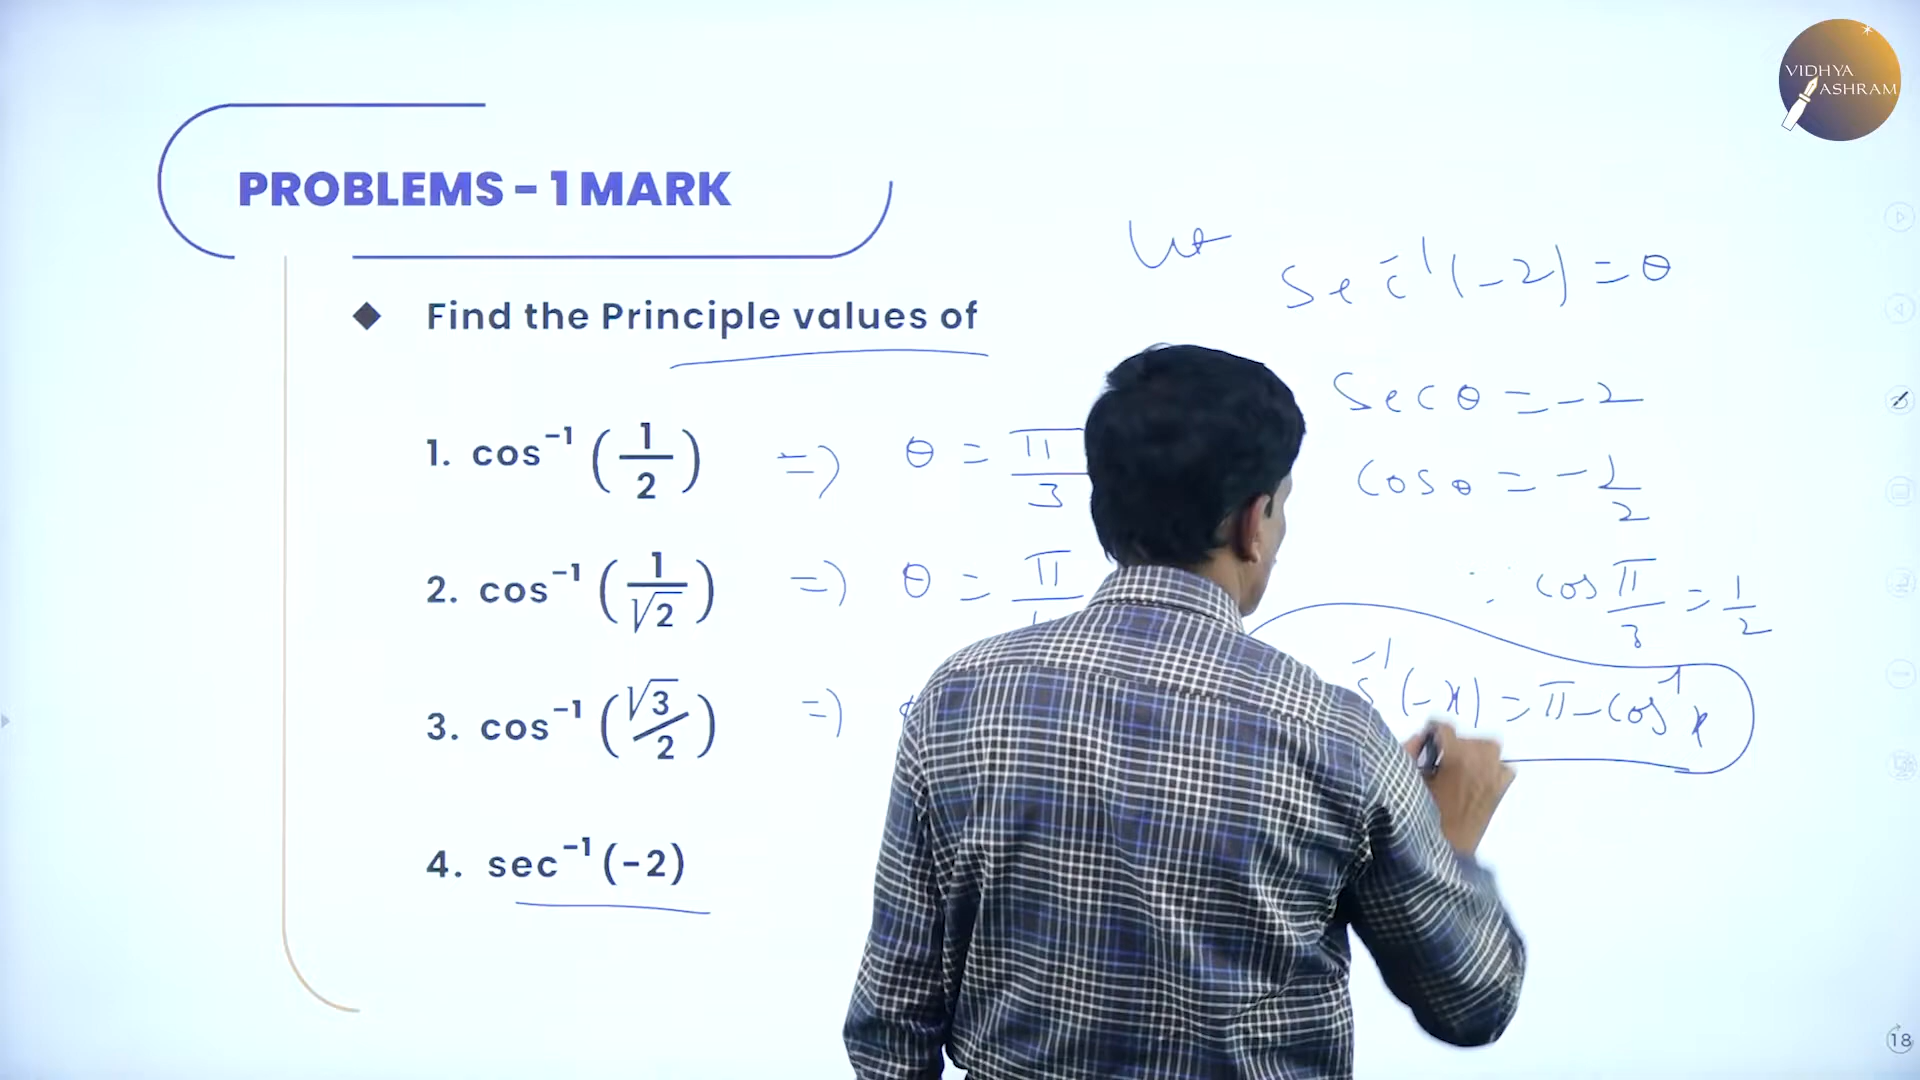 VIDHYA
ASHRAM
PROBLEMS - 1 MARK
Find the Principle values of
1. cos⁻¹ (1/2) => θ = π/3
2. cos⁻¹ (1/√2) => θ = π
3. cos⁻¹ (√3/2) =>
4. sec⁻¹ (-2)
Let
Sec⁻¹(-2) = θ
Sec θ = -2
Cos θ = -1/2
∵ cos π/3 = 1/2
s⁻¹(-x) = π - cos⁻¹x
18